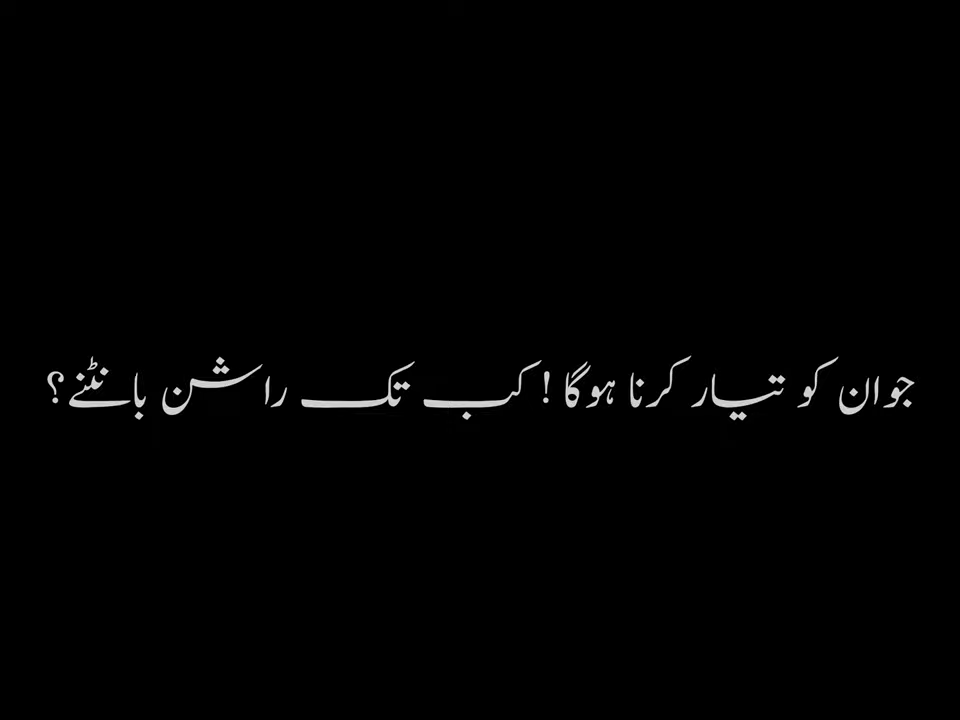 جوان کو تیار کرنا ہوگا ! کب تک راشن بانٹنے؟